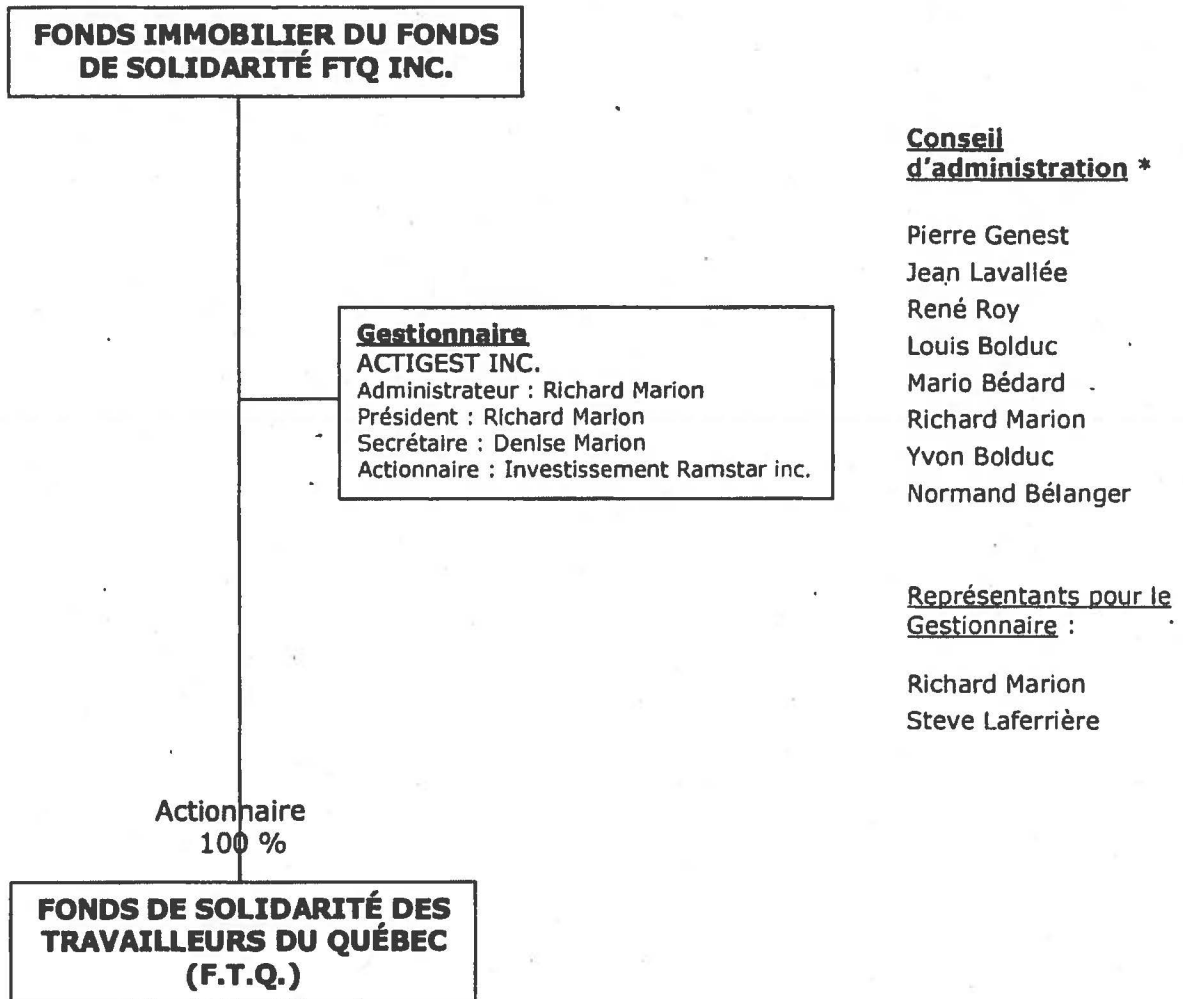 FONDS IMMOBILIER DU FONDS
DE SOLIDARITÉ FTQ INC.
Conseil
d'administration *
Pierre Genest
Jean Lavallée
René Roy
Louis Bolduc
Mario Bédard
Richard Marion
Yvon Bolduc
Normand Bélanger
Gestionnaire
ACTIGEST INC.
Administrateur : Richard Marion
Président : Richard Marion
Secrétaire : Denise Marion
Actionnaire : Investissement Ramstar inc.
Représentants pour le
Gestionnaire :
Richard Marion
Steve Laferrière
Actionnaire
100 %
FONDS DE SOLIDARITÉ DES
TRAVAILLEURS DU QUÉBEC
(F.T.Q.)